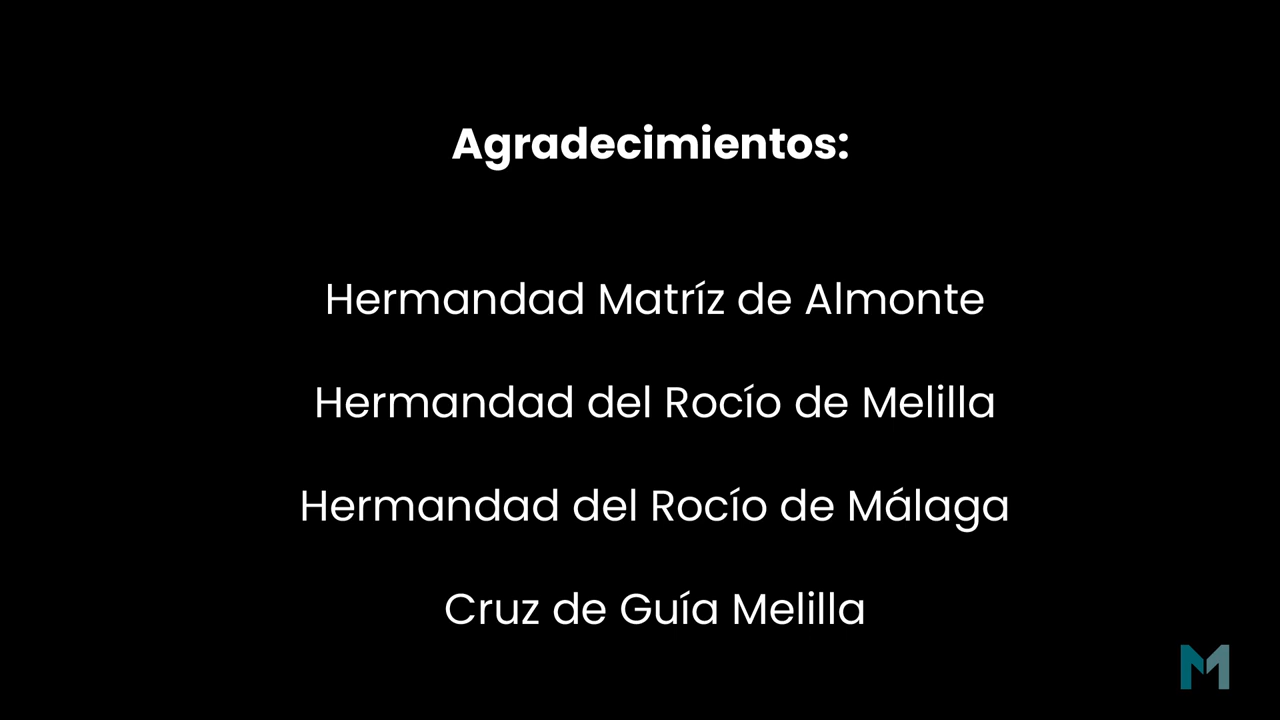 Agradecimientos:
Hermandad Matríz de Almonte
Hermandad del Rocío de Melilla
Hermandad del Rocío de Málaga
Cruz de Guía Melilla
M